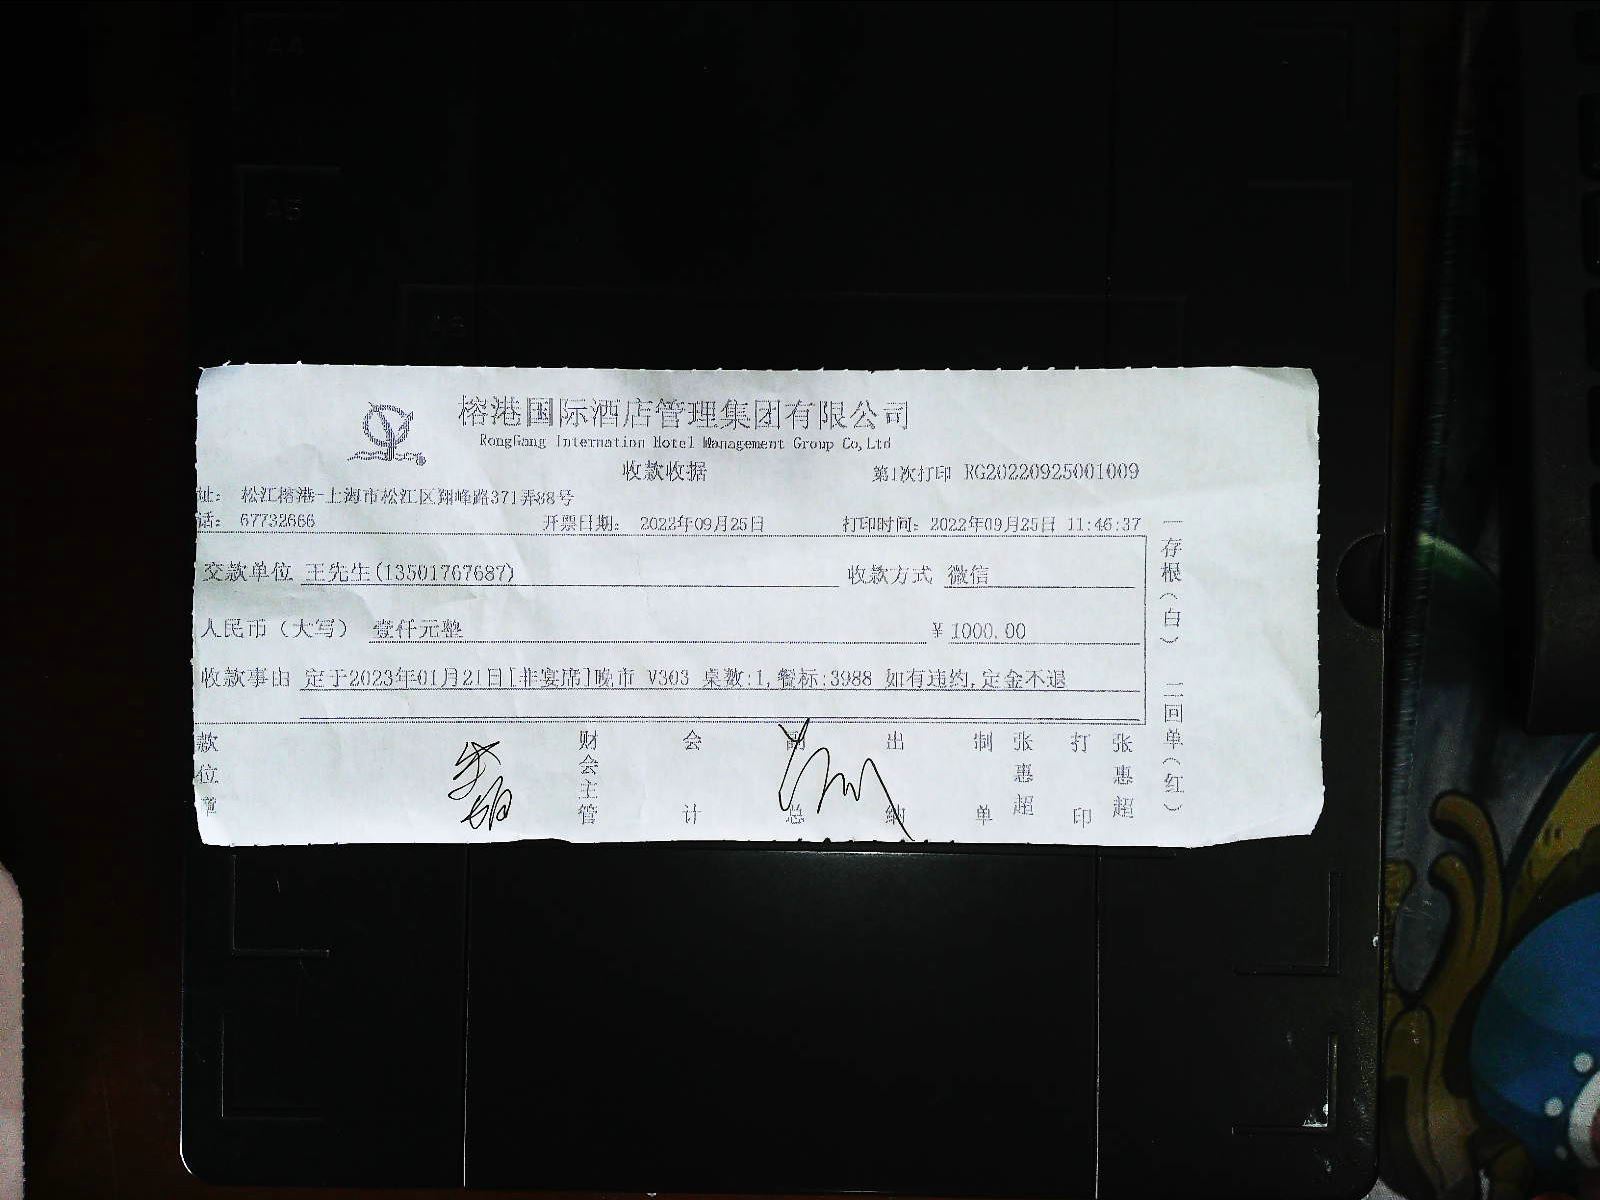 A4
A5
榕港国际酒店管理集团有限公司
RongGang Internation Hotel Management Group Co,Ltd
收款收据
第1次打印 RG20220925001009
址： 松江榕港-上海市松江区翔峰路371弄88号
话： 67732666
开票日期： 2022年09月25日
打印时间：2022年09月25日 11:46:37
交款单位 王先生(13501767687)
收款方式 微信
人民币（大写） 壹仟元整
¥ 1000.00
收款事由 定于2023年01月21日[非宴席]晚市 V303 桌数:1,餐标:3988 如有违约,定金不退
款位章
财会主管
会计
副总
出纳
制单
张惠超
打印
张惠超
一存根（白） 二回单（红）